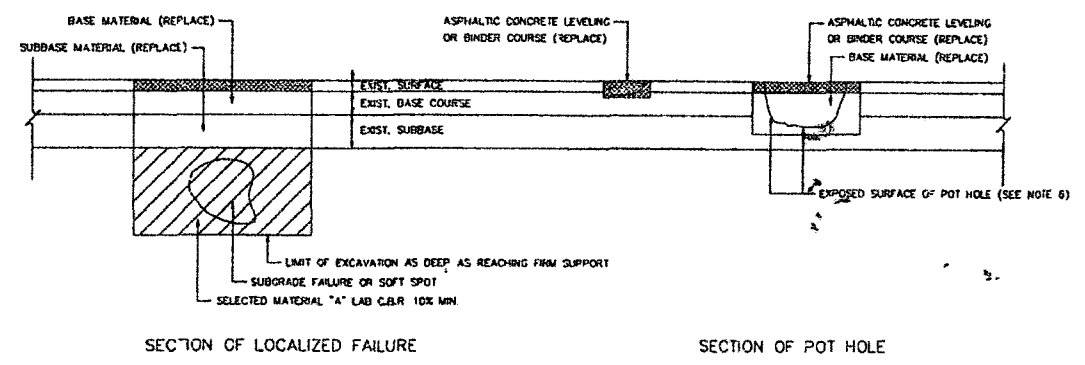 BASE MATERIAL (REPLACE)
SUBBASE MATERIAL (REPLACE)
ASPHALTIC CONCRETE LEVELING
OR BINDER COURSE (REPLACE)
ASPHALTIC CONCRETE LEVELING
OR BINDER COURSE (REPLACE)
BASE MATERIAL (REPLACE)
EXIST. SURFACE
EXIST. BASE COURSE
EXIST. SUBBASE
EXPOSED SURFACE OF POT HOLE (SEE NOTE 6)
LIMIT OF EXCAVATION AS DEEP AS REACHING FIRM SUPPORT
SUBGRADE FAILURE OR SOFT SPOT
SELECTED MATERIAL "A" LAB C.B.R 10% MIN.
SECTION OF LOCALIZED FAILURE
SECTION OF POT HOLE